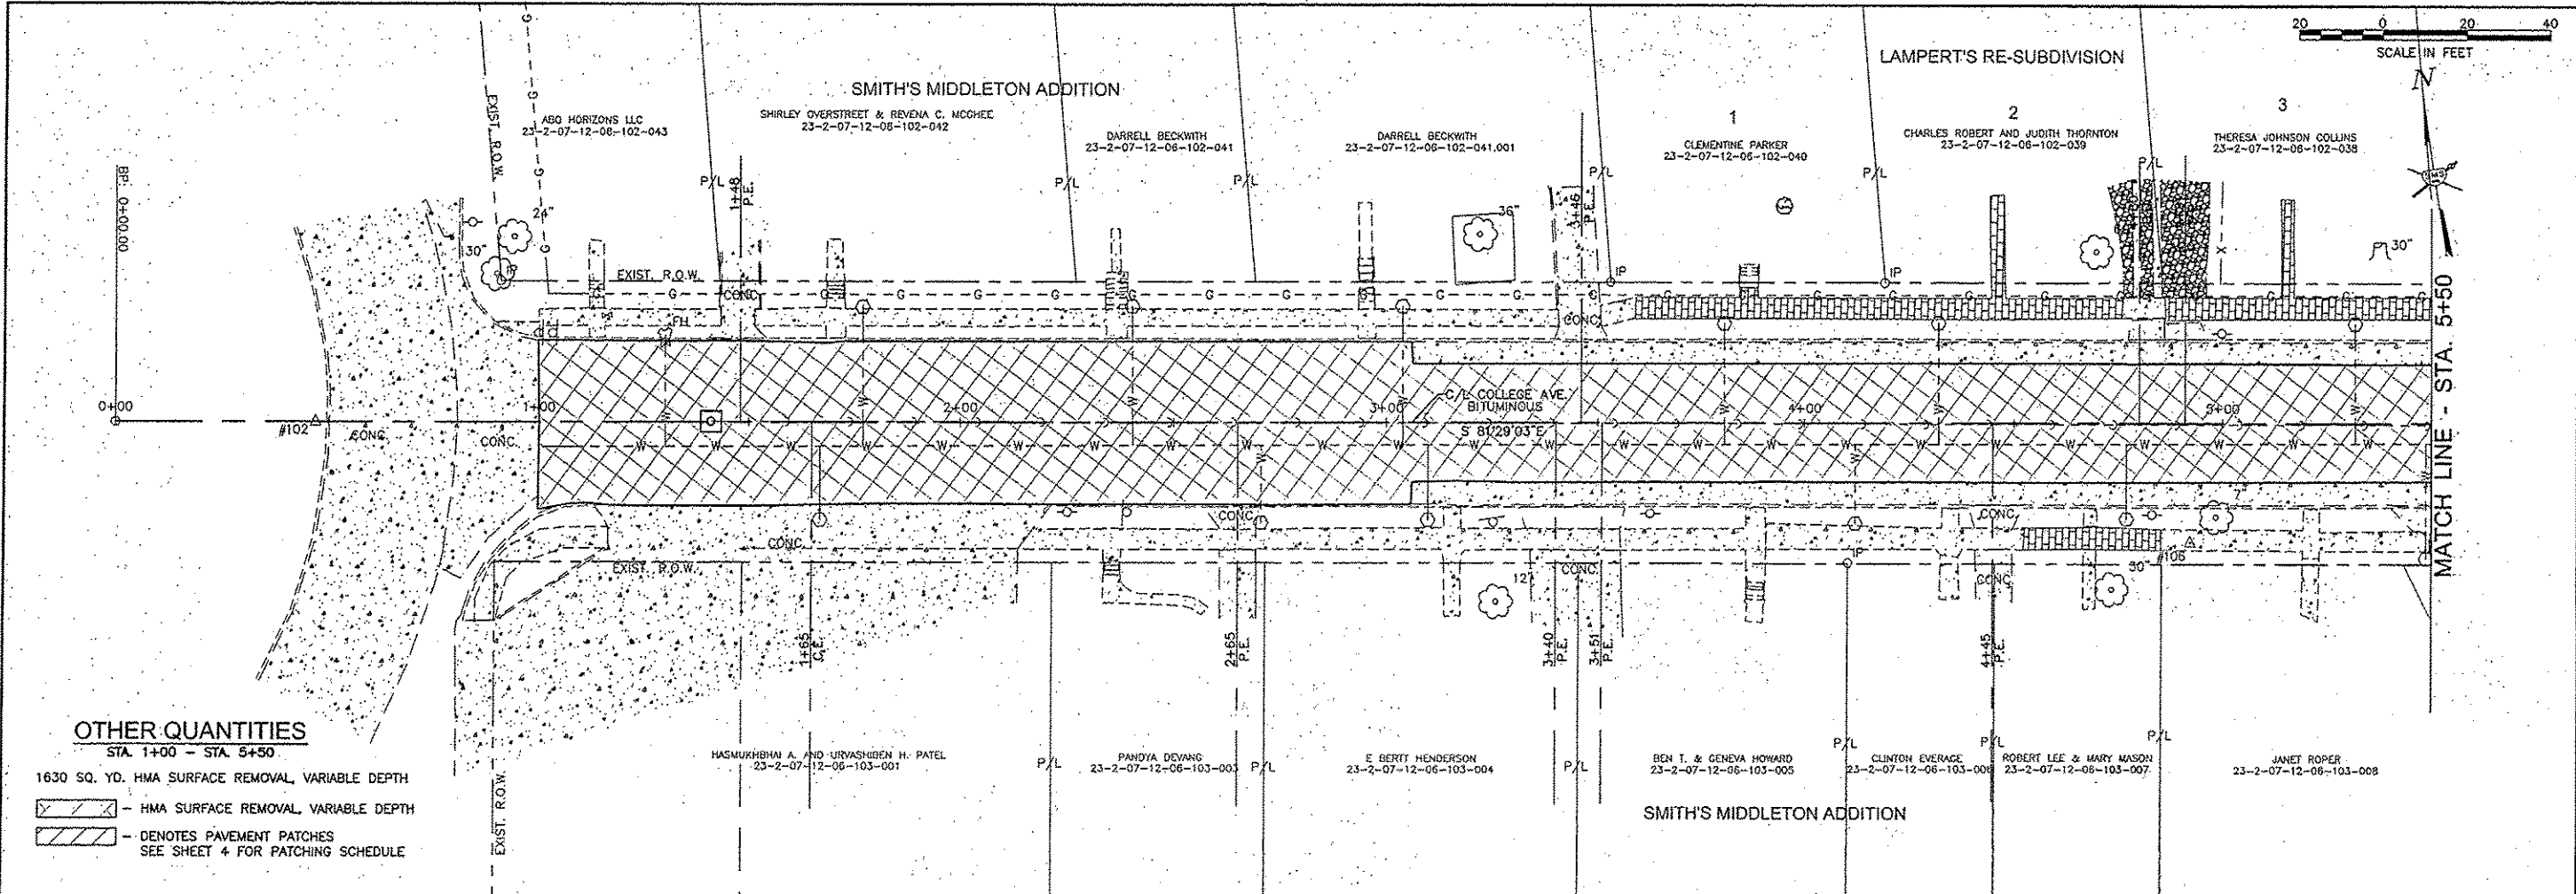 20 0 20 40
SCALE IN FEET
N
LAMPERT'S RE-SUBDIVISION
SMITH'S MIDDLETON ADDITION
ABG HORIZONS LLC
23-2-07-12-06-102-043
SHIRLEY OVERSTREET & REVENA C. MCGHEE
23-2-07-12-06-102-042
DARRELL BECKWITH
23-2-07-12-06-102-041
DARRELL BECKWITH
23-2-07-12-06-102-041.001
1
CLEMENTINE PARKER
23-2-07-12-06-102-040
2
CHARLES ROBERT AND JUDITH THORNTON
23-2-07-12-06-102-039
3
THERESA JOHNSON COLLINS
23-2-07-12-06-102-038
EXIST. R.O.W.
BP: 0+00.00
P/L
1+48
P.E.
P/L
P/L
3+46
P.E.
P/L
P/L
P/L
24"
30"
36"
30"
EXIST. R.O.W.
CONC.
IP
IP
FH
CONC.
MATCH LINE - STA. 5+50
0+00
1+00
2+00
3+00
4+00
5+00
C/L COLLEGE AVE.
BITUMINOUS
S 81°29'03" E
#102
CONC.
CONC.
CONC.
CONC.
CONC.
7"
EXIST. R.O.W.
12"
CONC.
IP
CONC.
30"
#106
1+65
C.E.
2+65
P.E.
3+40
P.E.
3+51
P.E.
4+45
P.E.
OTHER QUANTITIES
STA. 1+00 - STA. 5+50
1630 SQ. YD. HMA SURFACE REMOVAL, VARIABLE DEPTH
- HMA SURFACE REMOVAL, VARIABLE DEPTH
- DENOTES PAVEMENT PATCHES
SEE SHEET 4 FOR PATCHING SCHEDULE
EXIST. R.O.W.
HASMUKHBHAI A. AND URVASHIBEN H. PATEL
23-2-07-12-06-103-001
P/L
PANDYA DEVANG
23-2-07-12-06-103-003
P/L
E BERTT HENDERSON
23-2-07-12-06-103-004
P/L
BEN T. & GENEVA HOWARD
23-2-07-12-06-103-005
P/L
CLINTON EVERAGE
23-2-07-12-06-103-006
P/L
ROBERT LEE & MARY MASON
23-2-07-12-06-103-007
P/L
JANET ROPER
23-2-07-12-06-103-008
SMITH'S MIDDLETON ADDITION